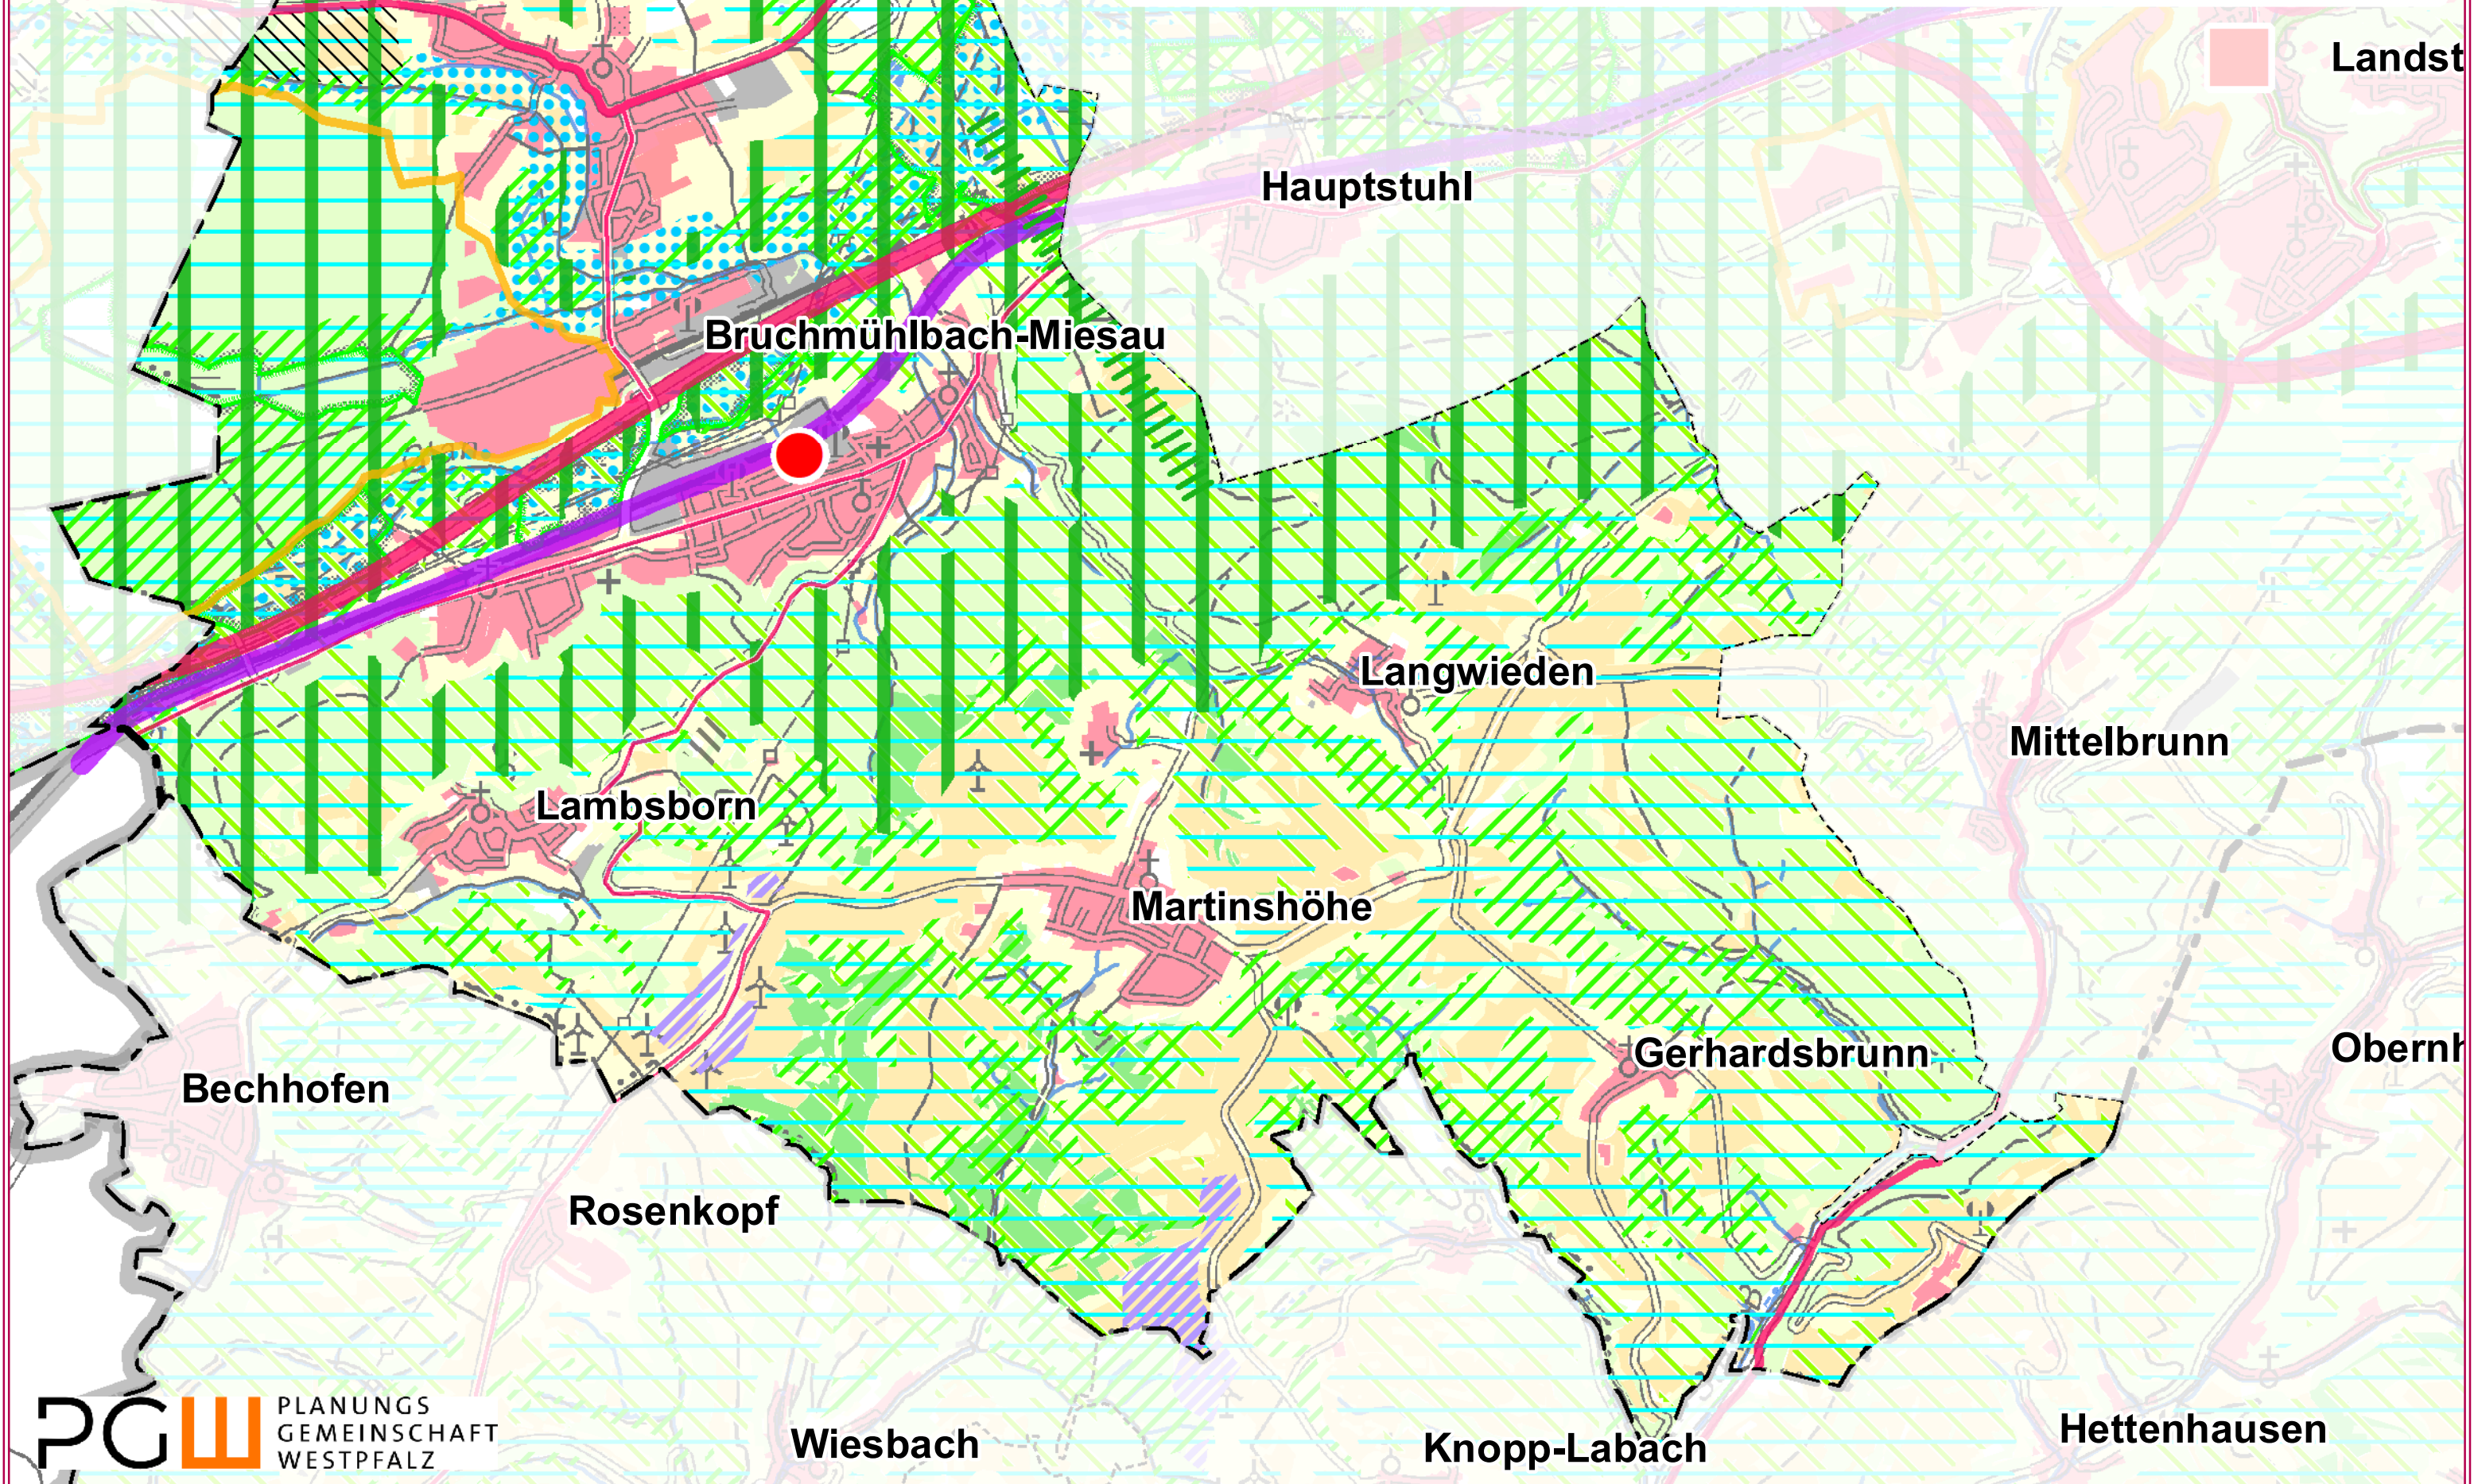 Landst
Hauptstuhl
Bruchmühlbach-Miesau
Langwieden
Mittelbrunn
Lambsborn
Martinshöhe
Obernh
Gerhardsbrunn
Bechhofen
Rosenkopf
PGW PLANUNGS
GEMEINSCHAFT
WESTPFALZ
Wiesbach
Knopp-Labach
Hettenhausen